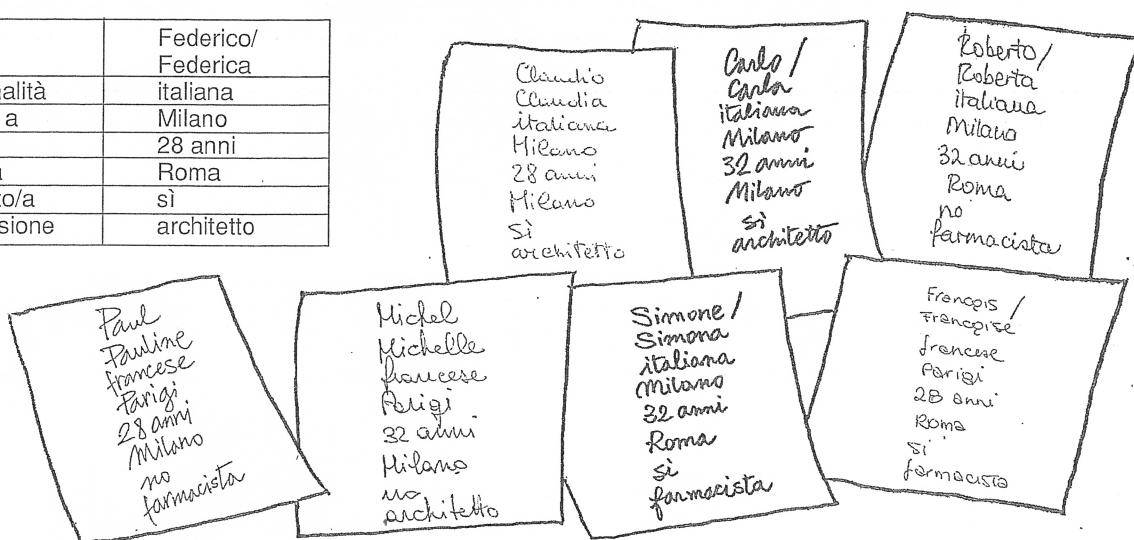 Federico/
Federica
alità italiana
a Milano
28 anni
Roma
o/a sì
sione architetto
Claudio
Claudia
italiana
Milano
28 anni
Milano
Sì
architetto
Carlo /
Carla
italiana
Milano
32 anni
Milano
sì
architetto
Roberto/
Roberta
italiana
Milano
32 anni
Roma
no
farmacista
Paul
Pauline
francese
Parigi
28 anni
Milano
no
farmacista
Michel
Michelle
francese
Parigi
32 anni
Milano
no
architetto
Simone /
Simona
italiana
Milano
32 anni
Roma
sì
farmacista
François /
Françoise
francese
Parigi
28 anni
Roma
sì
farmacista